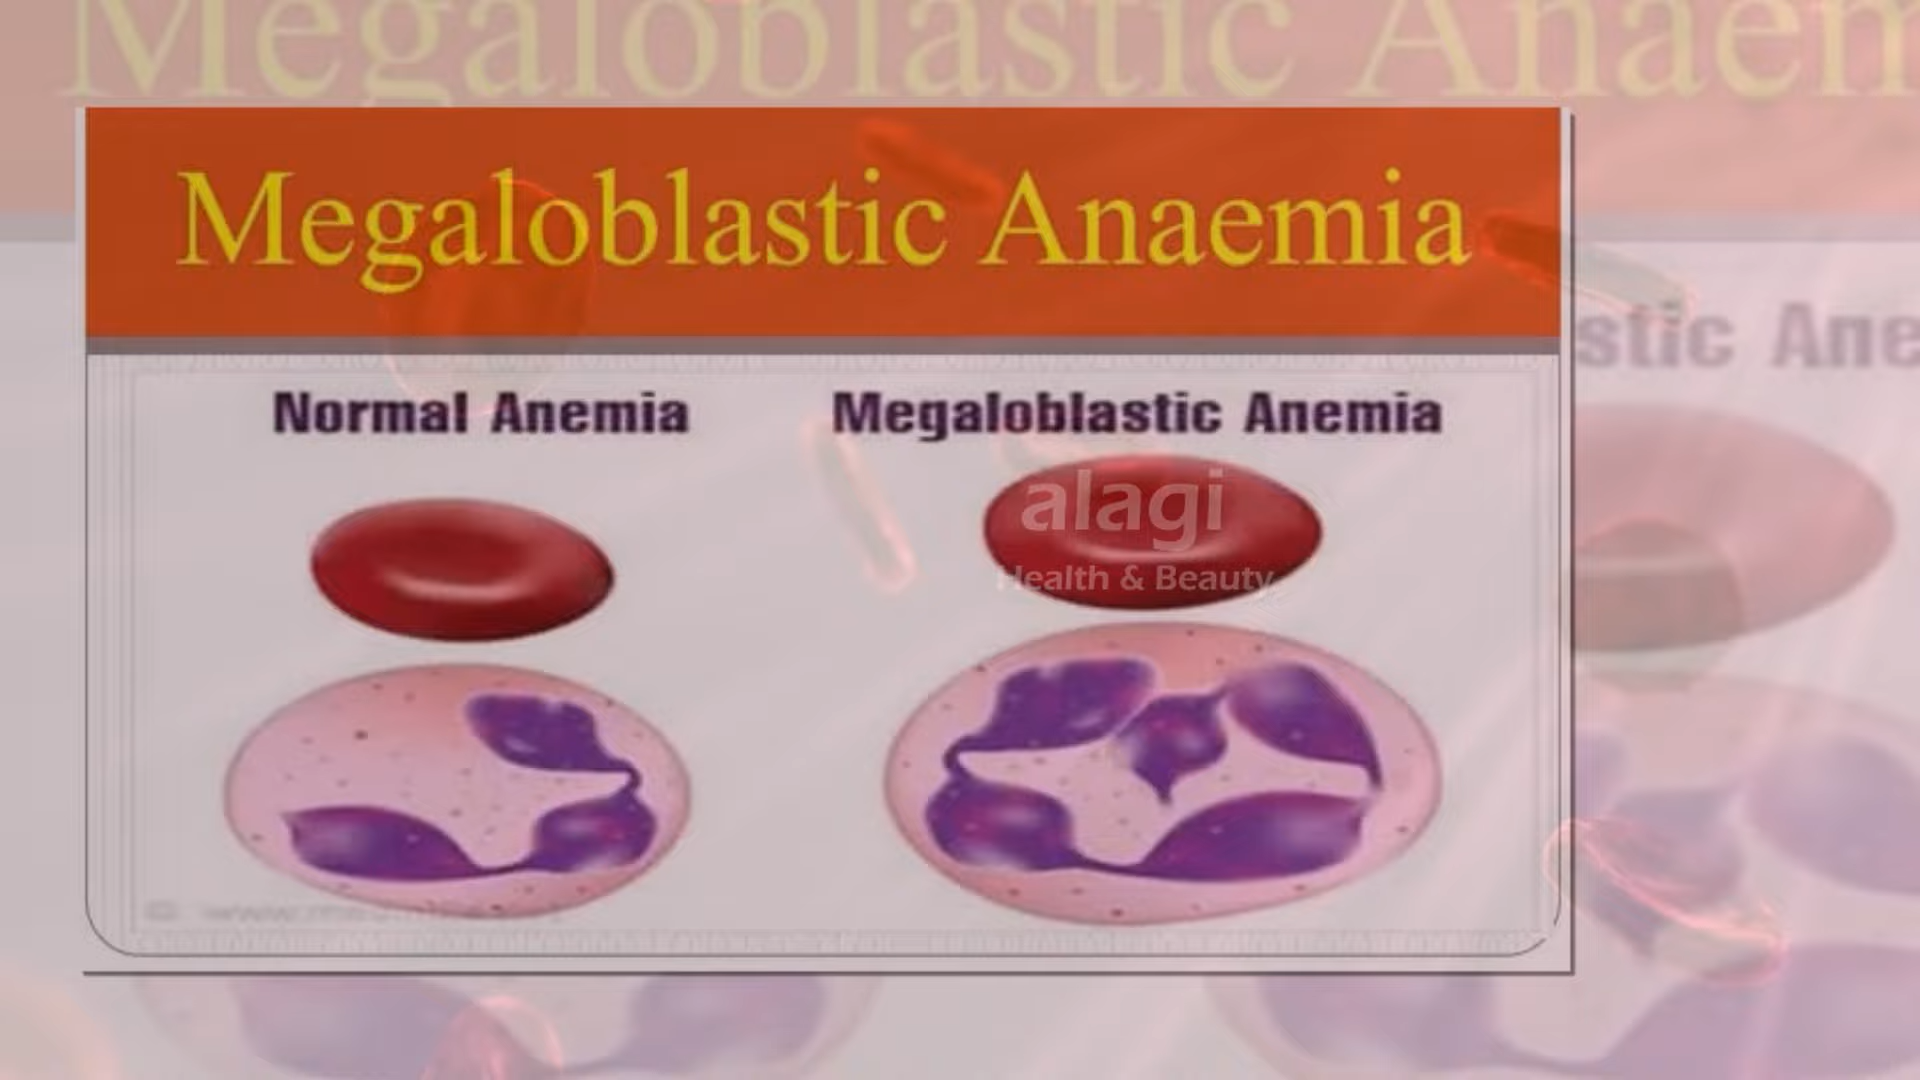 Megaloblastic Anaem
Megaloblastic Anaemia
stic Ane
Normal Anemia
Megaloblastic Anemia
alagi
Health & Beauty